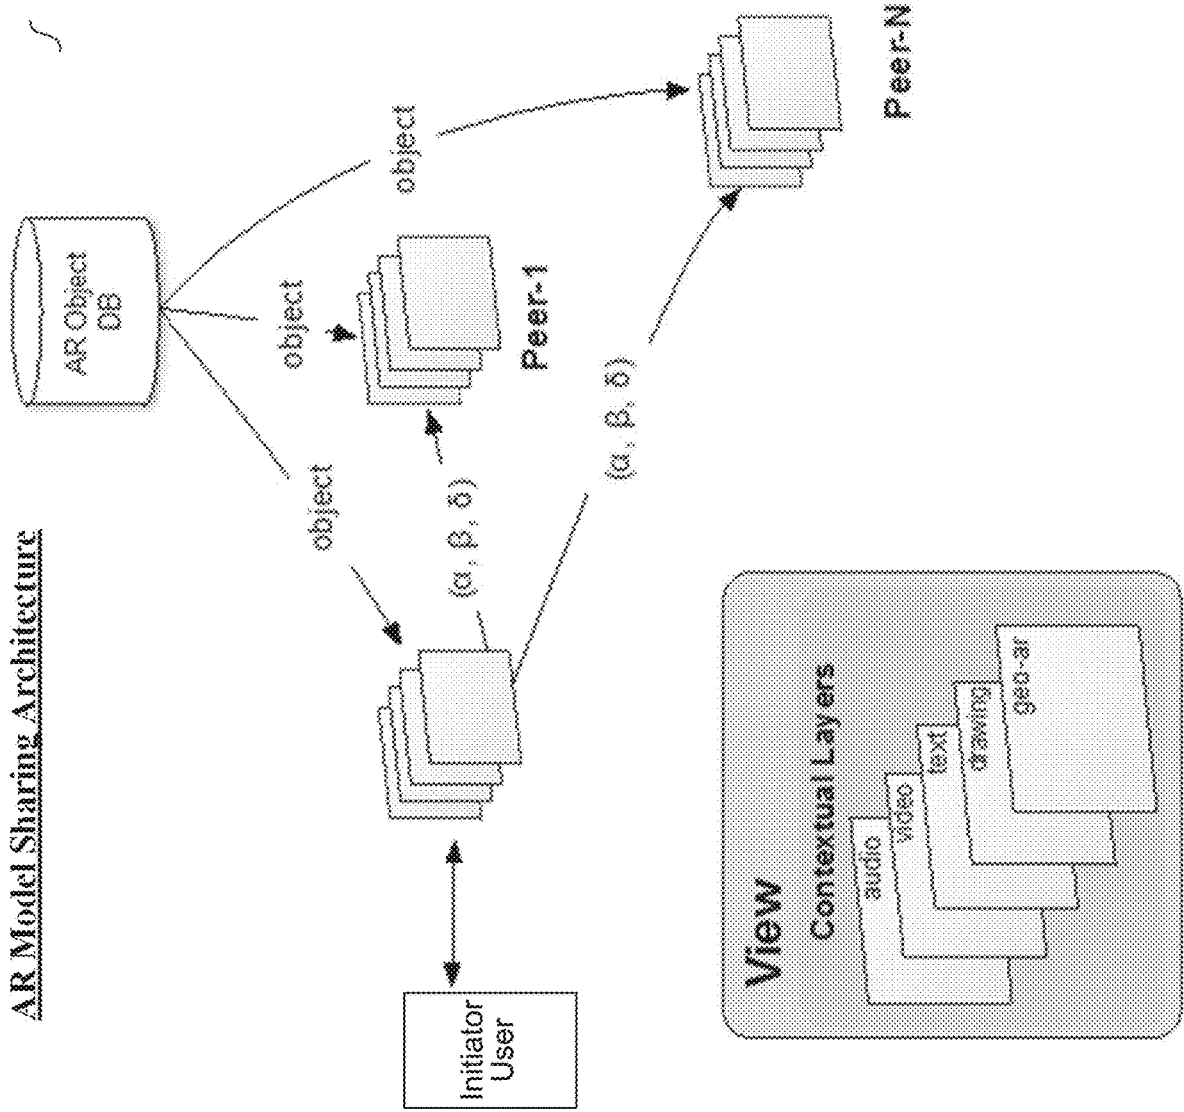 AR Model Sharing Architecture
AR Object
DB
object
object
object
(α, β, δ)
(α, β, δ)
Peer-1
Peer-N
Initiator
User
View
Contextual Layers
audio
video
text
drawing
geo-ar